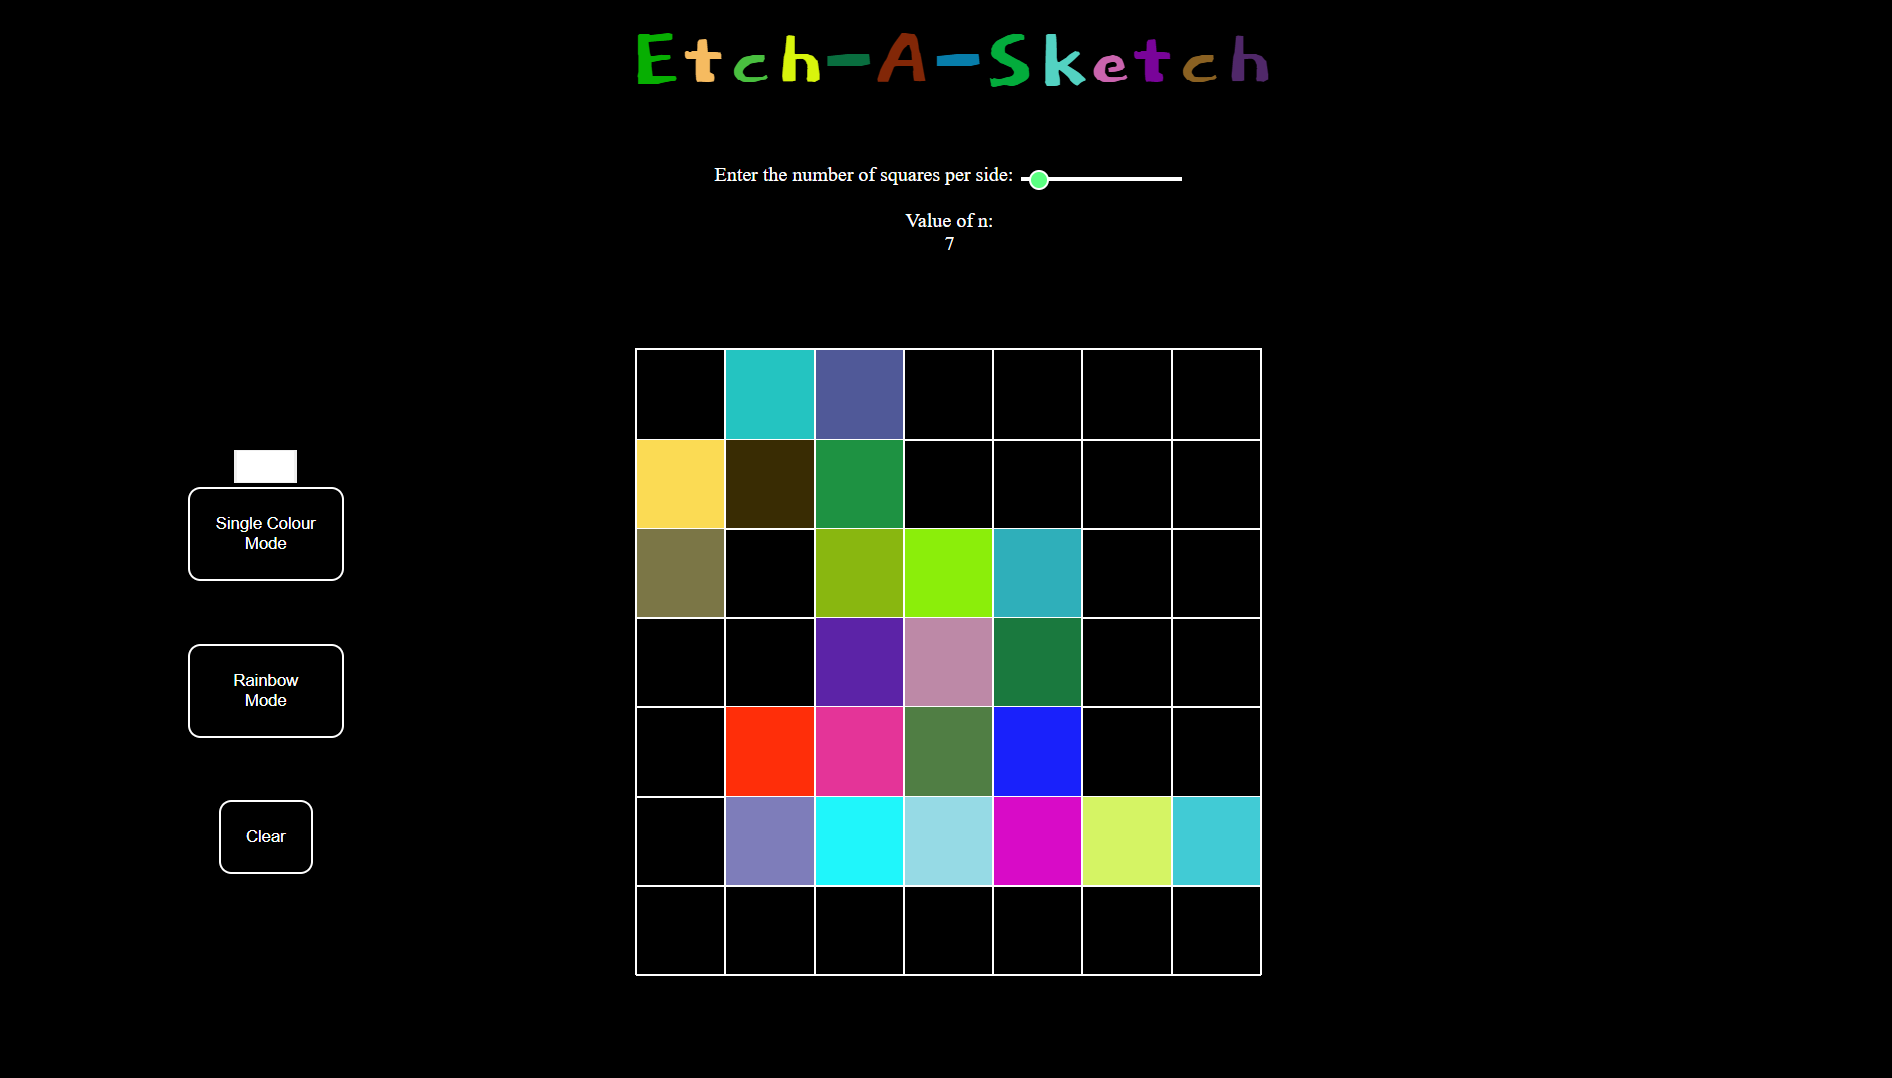 Etch-A-Sketch
Enter the number of squares per side:
Value of n:
7
Single Colour
Mode
Rainbow
Mode
Clear